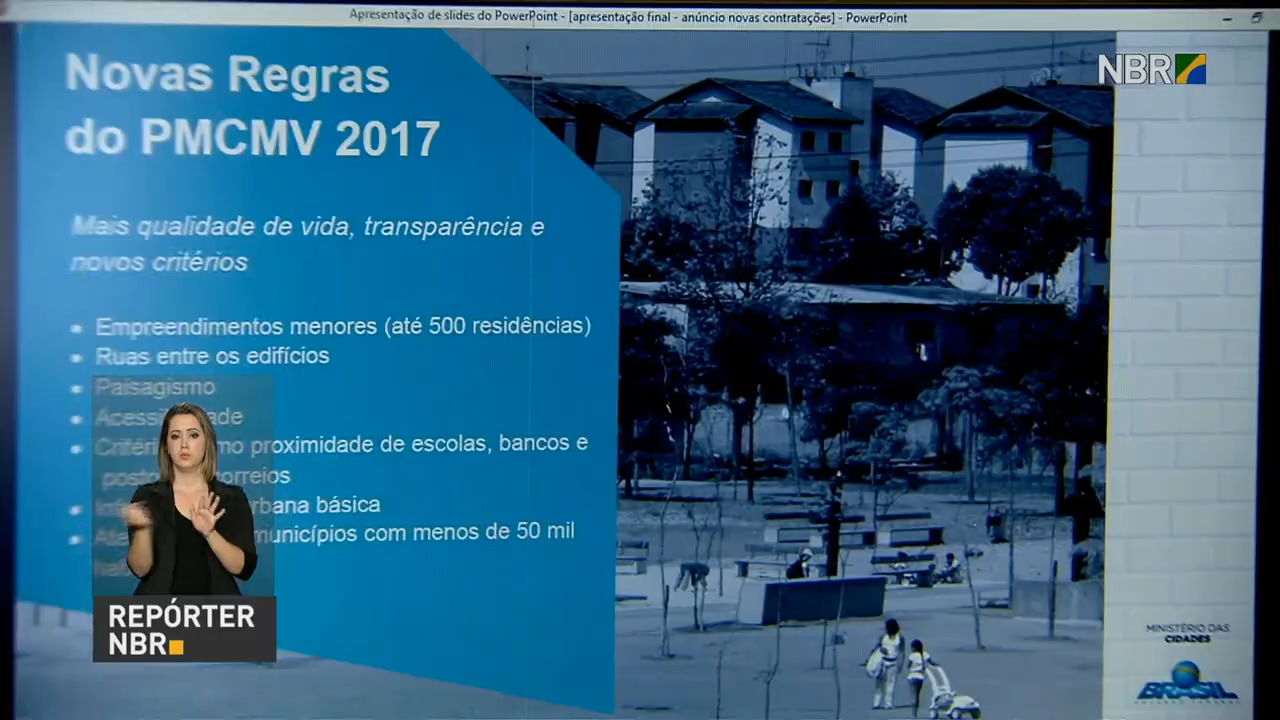 Apresentação de slides do PowerPoint - [apresentação final - anúncio novas contratações] - PowerPoint
NBR
Novas Regras
do PMCMV 2017
Mais qualidade de vida, transparência e
novos critérios
Empreendimentos menores (até 500 residências)
Ruas entre os edifícios
Paisagismo
proximidade de escolas, bancos e
básica
municípios com menos de 50 mil
REPÓRTER
NBR
MINISTÉRIO DAS
CIDADES
BRASIL